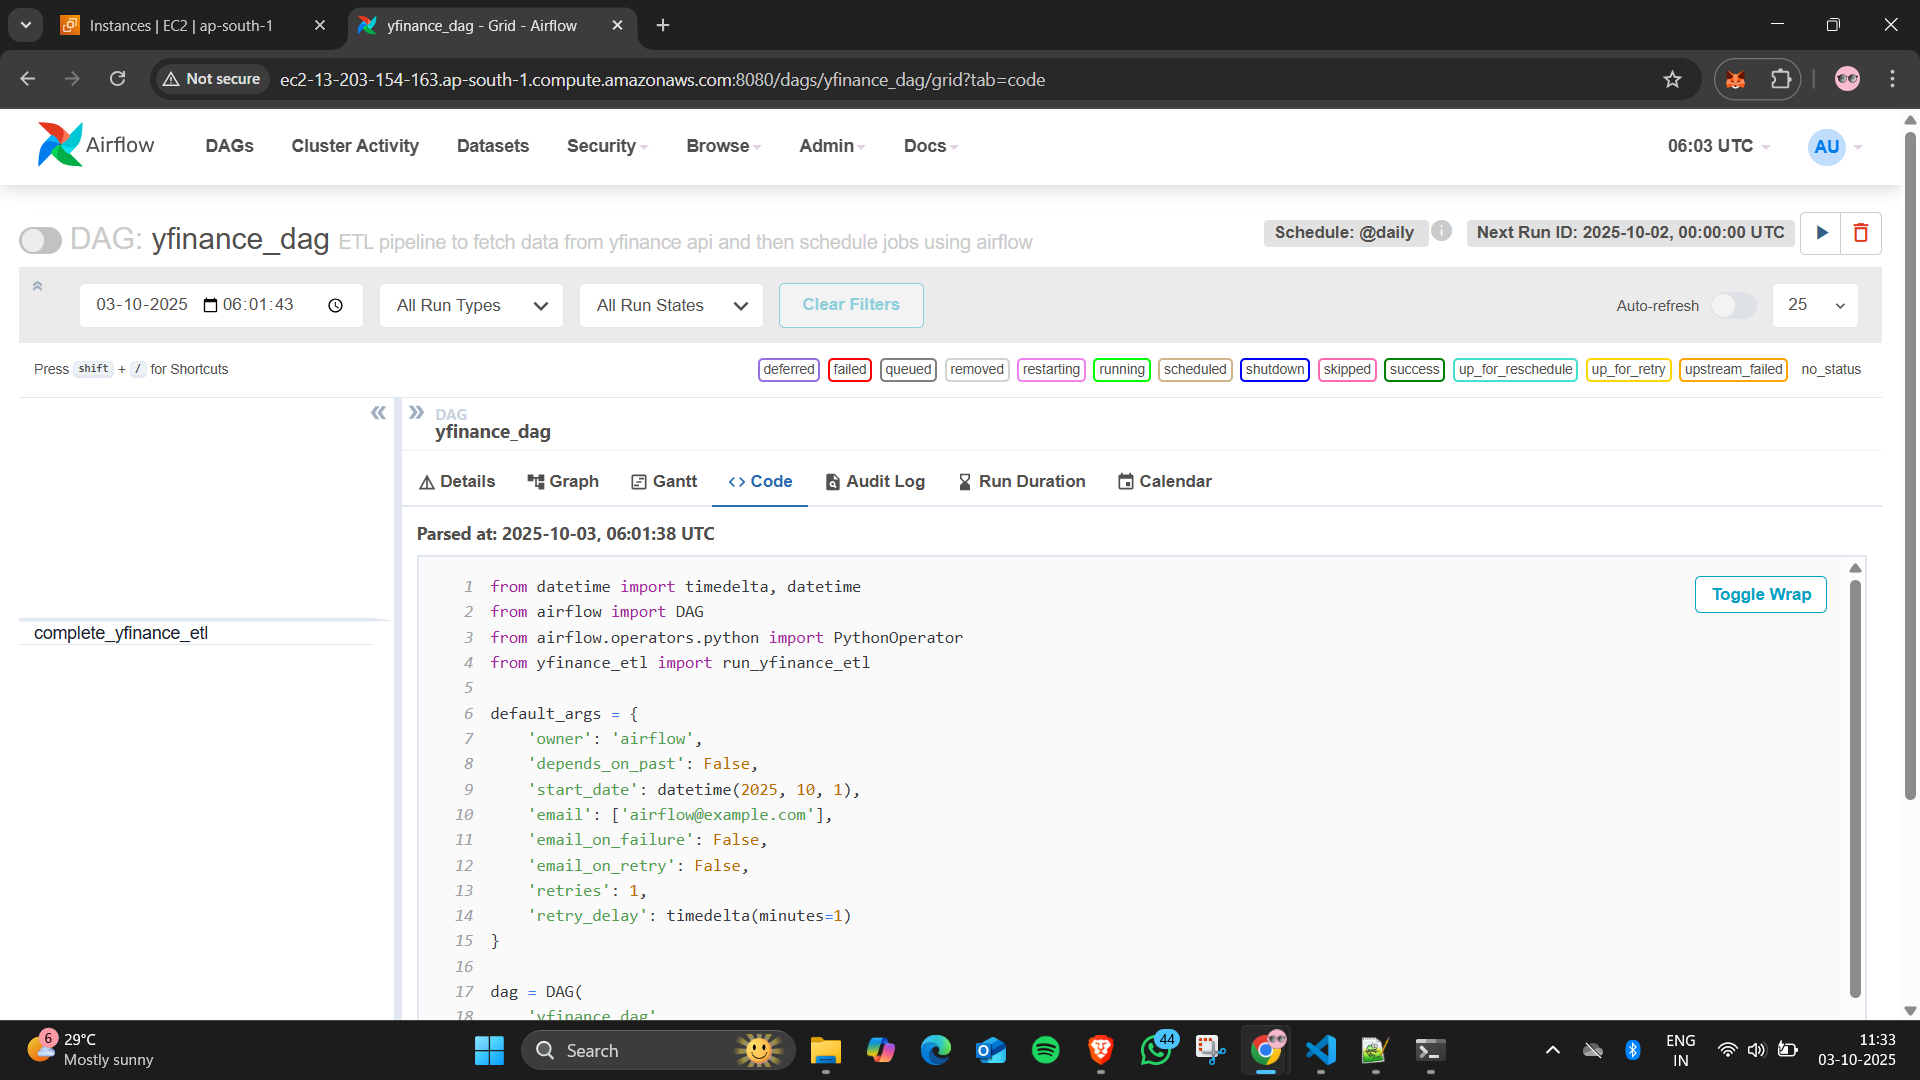 Instances | EC2 | ap-south-1
yfinance_dag - Grid - Airflow
Not secure
ec2-13-203-154-163.ap-south-1.compute.amazonaws.com:8080/dags/yfinance_dag/grid?tab=code
Airflow
DAGs
Cluster Activity
Datasets
Security
Browse
Admin
Docs
06:03 UTC
AU
DAG: yfinance_dag ETL pipeline to fetch data from yfinance api and then schedule jobs using airflow
Schedule: @daily
i
Next Run ID: 2025-10-02, 00:00:00 UTC
03-10-2025 06:01:43
All Run Types
All Run States
Clear Filters
Auto-refresh
25
Press shift + / for Shortcuts
deferred
failed
queued
removed
restarting
running
scheduled
shutdown
skipped
success
up_for_reschedule
up_for_retry
upstream_failed
no_status
complete_yfinance_etl
DAG
yfinance_dag
Details
Graph
Gantt
Code
Audit Log
Run Duration
Calendar
Parsed at: 2025-10-03, 06:01:38 UTC
Toggle Wrap
1 from datetime import timedelta, datetime
2 from airflow import DAG
3 from airflow.operators.python import PythonOperator
4 from yfinance_etl import run_yfinance_etl
5
6 default_args = {
7 'owner': 'airflow',
8 'depends_on_past': False,
9 'start_date': datetime(2025, 10, 1),
10 'email': ['airflow@example.com'],
11 'email_on_failure': False,
12 'email_on_retry': False,
13 'retries': 1,
14 'retry_delay': timedelta(minutes=1)
15 }
16
17 dag = DAG(
18 'yfinance_dag'
6
29°C
Mostly sunny
Search
44
ENG
IN
11:33
03-10-2025